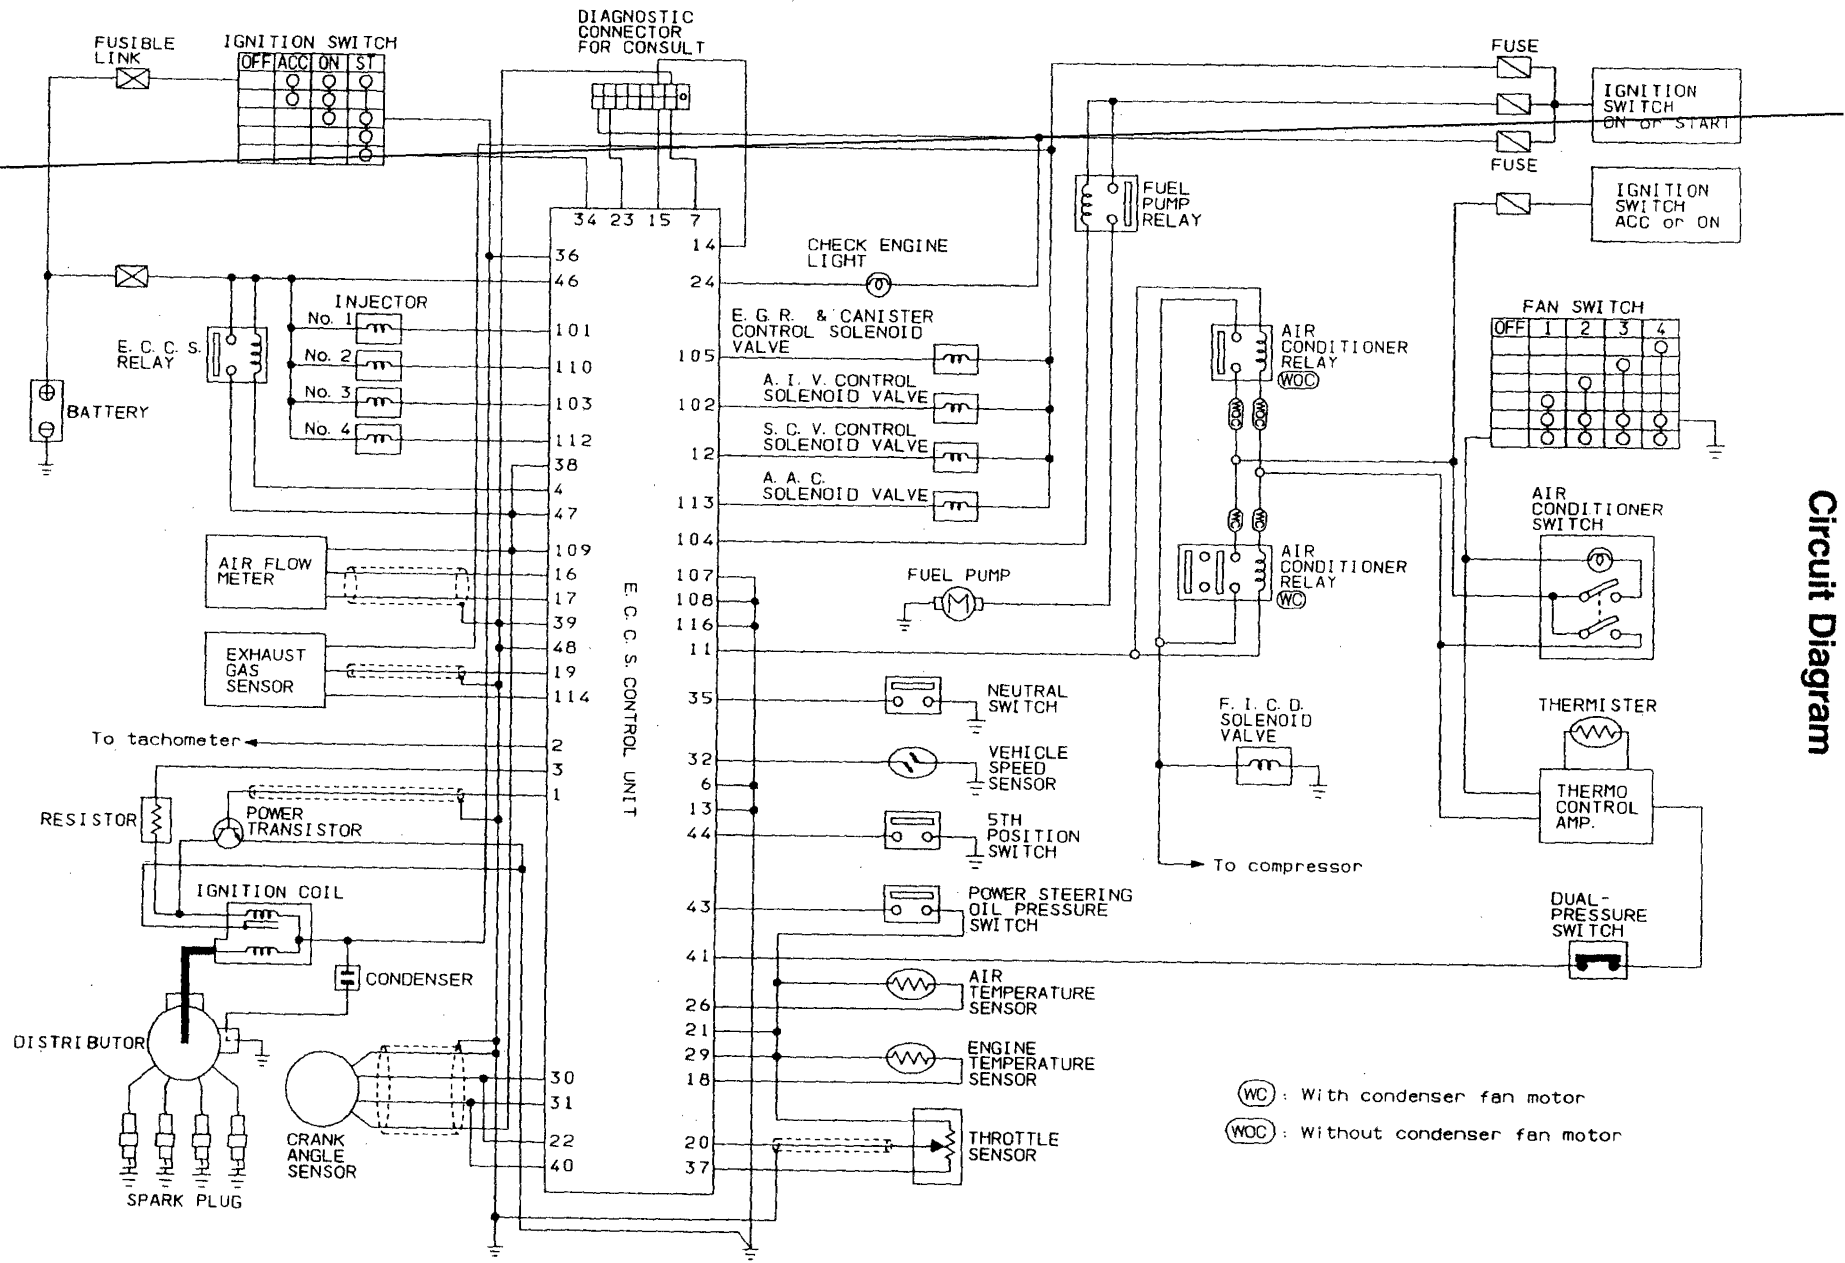 DIAGNOSTIC
CONNECTOR
FOR CONSULT
FUSIBLE
LINK
IGNITION SWITCH
OFF ACC ON ST
FUSE
IGNITION
SWITCH
ON or START
FUSE
IGNITION
SWITCH
ACC or ON
FUEL
PUMP
RELAY
34 23 15 7
14
36
46
24
CHECK ENGINE
LIGHT
INJECTOR
No. 1
No. 2
No. 3
No. 4
101
110
103
112
38
4
47
109
16
17
39
48
19
114
2
3
1
30
31
22
40
E. C. C. S.
RELAY
BATTERY
E. G. R. & CANISTER
CONTROL SOLENOID
VALVE
105
A. I. V. CONTROL
SOLENOID VALVE
102
S. C. V. CONTROL
SOLENOID VALVE
12
A. A. C.
SOLENOID VALVE
113
104
107
108
116
11
35
32
6
13
44
43
41
26
21
29
18
20
37
E. C. C. S. CONTROL UNIT
AIR FLOW
METER
EXHAUST
GAS
SENSOR
To tachometer
RESISTOR
POWER
TRANSISTOR
IGNITION COIL
CONDENSER
DISTRIBUTOR
CRANK
ANGLE
SENSOR
SPARK PLUG
FUEL PUMP
M
NEUTRAL
SWITCH
VEHICLE
SPEED
SENSOR
5TH
POSITION
SWITCH
POWER STEERING
OIL PRESSURE
SWITCH
AIR
TEMPERATURE
SENSOR
ENGINE
TEMPERATURE
SENSOR
THROTTLE
SENSOR
AIR
CONDITIONER
RELAY
WOC
WOC WOC
WC WC
AIR
CONDITIONER
RELAY
WC
F. I. C. D.
SOLENOID
VALVE
To compressor
FAN SWITCH
OFF 1 2 3 4
AIR
CONDITIONER
SWITCH
THERMISTER
THERMO
CONTROL
AMP.
DUAL-
PRESSURE
SWITCH
WC : With condenser fan motor
WOC : Without condenser fan motor
Circuit Diagram